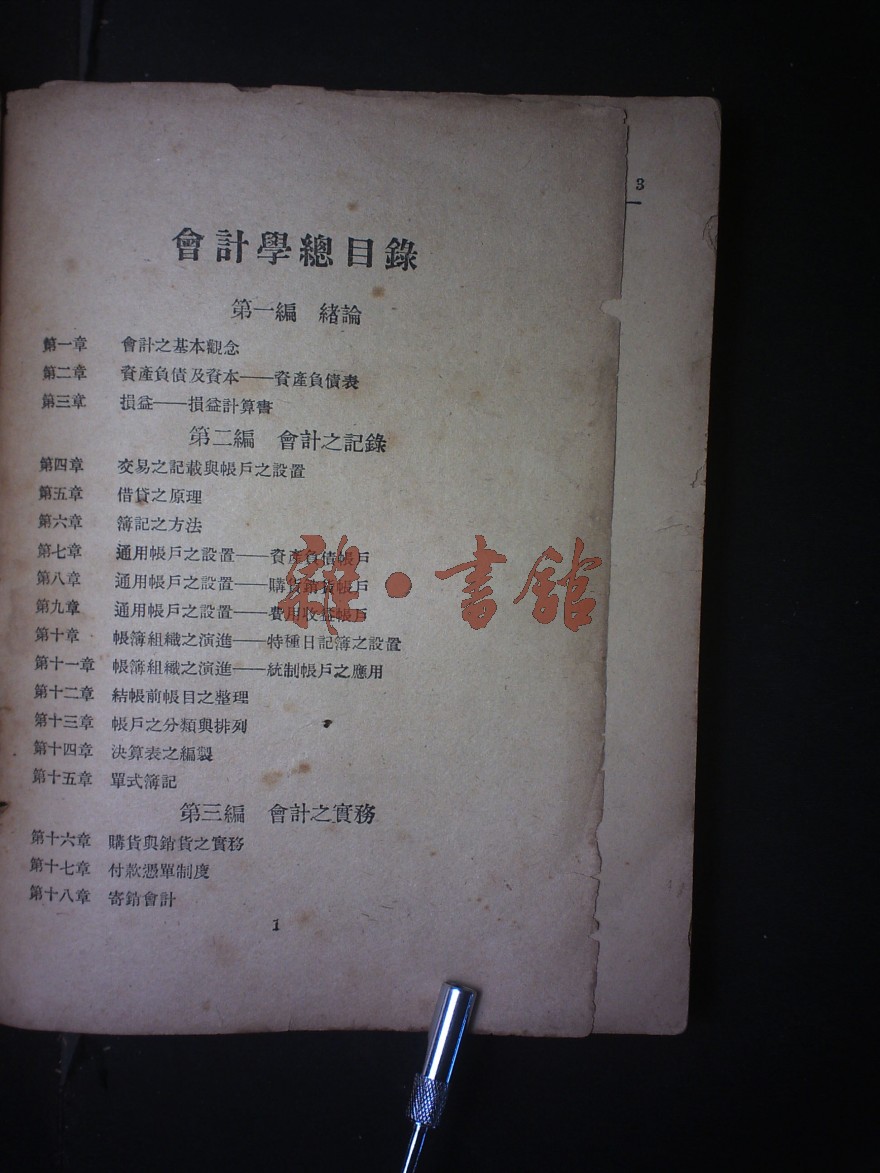 3
會計學總目錄
第一編　緒論
第一章　會計之基本觀念
第二章　資產負債及資本——資產負債表
第三章　損益——損益計算書
第二編　會計之記錄
第四章　交易之記載與帳戶之設置
第五章　借貸之原理
第六章　簿記之方法
第七章　通用帳戶之設置——資產負債帳戶
第八章　通用帳戶之設置——購貨銷貨帳戶
第九章　通用帳戶之設置——費用收益帳戶
第十章　帳簿組織之演進——特種日記簿之設置
第十一章　帳簿組織之演進——統制帳戶之應用
第十二章　結帳前帳目之整理
第十三章　帳戶之分類與排列
第十四章　決算表之編製
第十五章　單式簿記
第三編　會計之實務
第十六章　購貨與銷貨之實務
第十七章　付款憑單制度
第十八章　寄銷會計
1
雜·書館